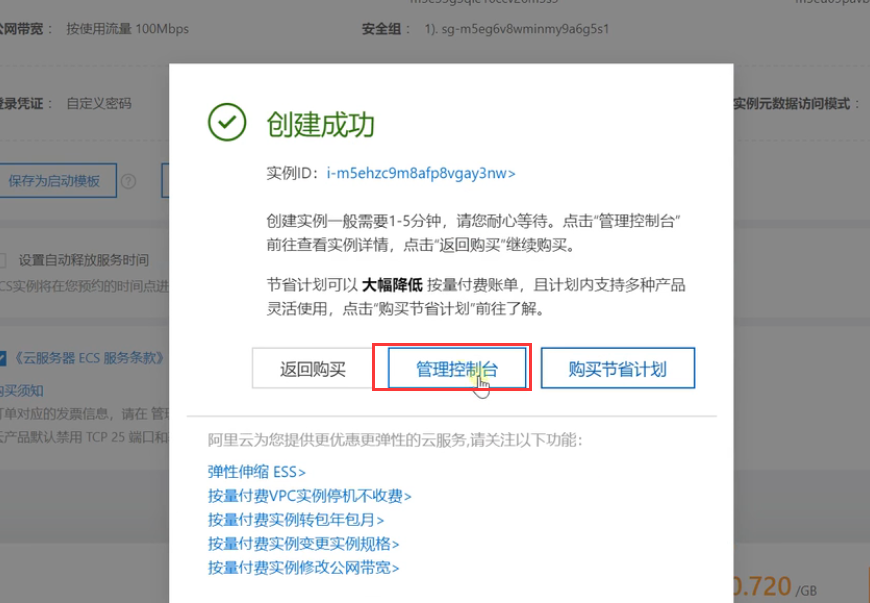 公网带宽： 按使用流量 100Mbps
安全组： 1). sg-m5eg6v8wminmy9a6g5s1
登录凭证： 自定义密码
实例元数据访问模式：
保存为启动模板
创建成功
实例ID：i-m5ehzc9m8afp8vgay3nw>
创建实例一般需要1-5分钟，请您耐心等待。点击“管理控制台”
前往查看实例详情，点击“返回购买”继续购买。
设置自动释放服务时间
CS实例将在您预约的时间点进
节省计划可以 大幅降低 按量付费账单，且计划内支持多种产品
灵活使用，点击“购买节省计划”前往了解。
返回购买 管理控制台 购买节省计划
《云服务器 ECS 服务条款》
购买须知
订单对应的发票信息，请在 管
云产品默认禁用 TCP 25 端口和
阿里云为您提供更优惠更弹性的云服务,请关注以下功能：
弹性伸缩 ESS>
按量付费VPC实例停机不收费>
按量付费实例转包年包月>
按量付费实例变更实例规格>
按量付费实例修改公网带宽>
0.720 /GB